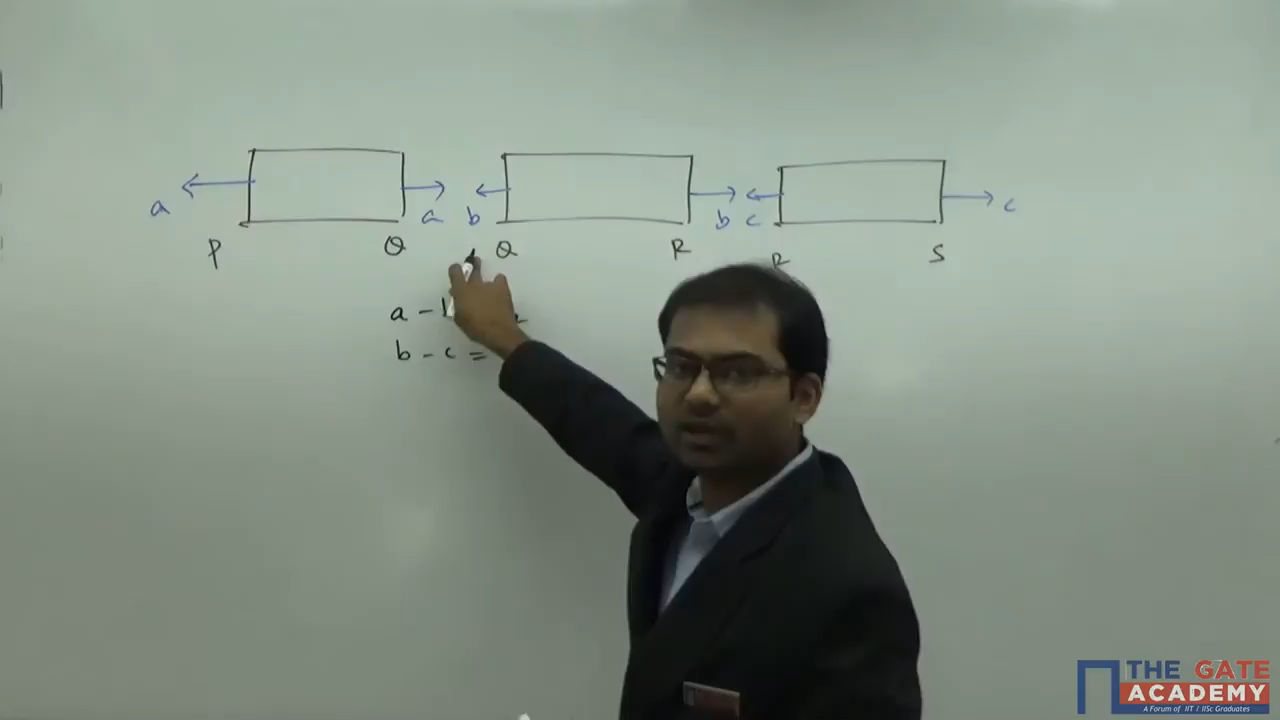 a a b b c c
P Q Q R R S
a -
b - c =
THE GATE
ACADEMY
A Forum of IIT / IISc Graduates